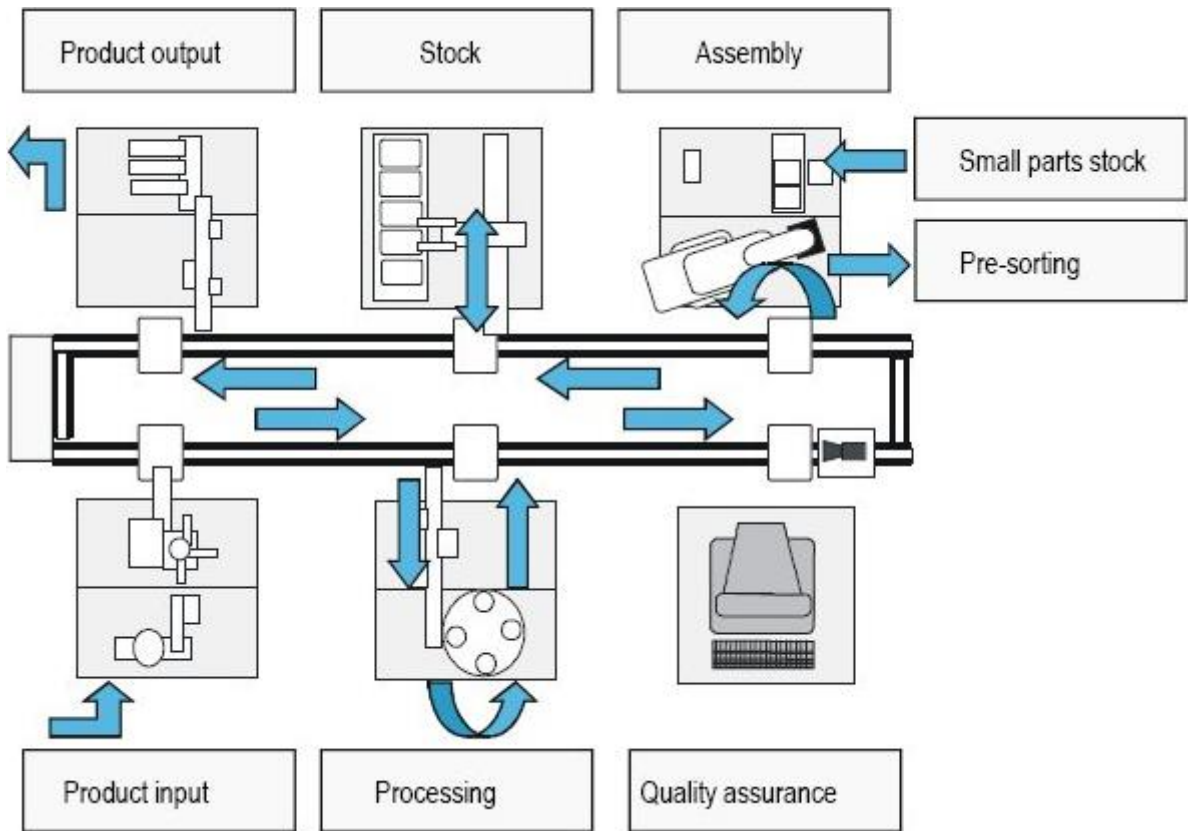 Product output
Stock
Assembly
Small parts stock
Pre-sorting
Product input
Processing
Quality assurance